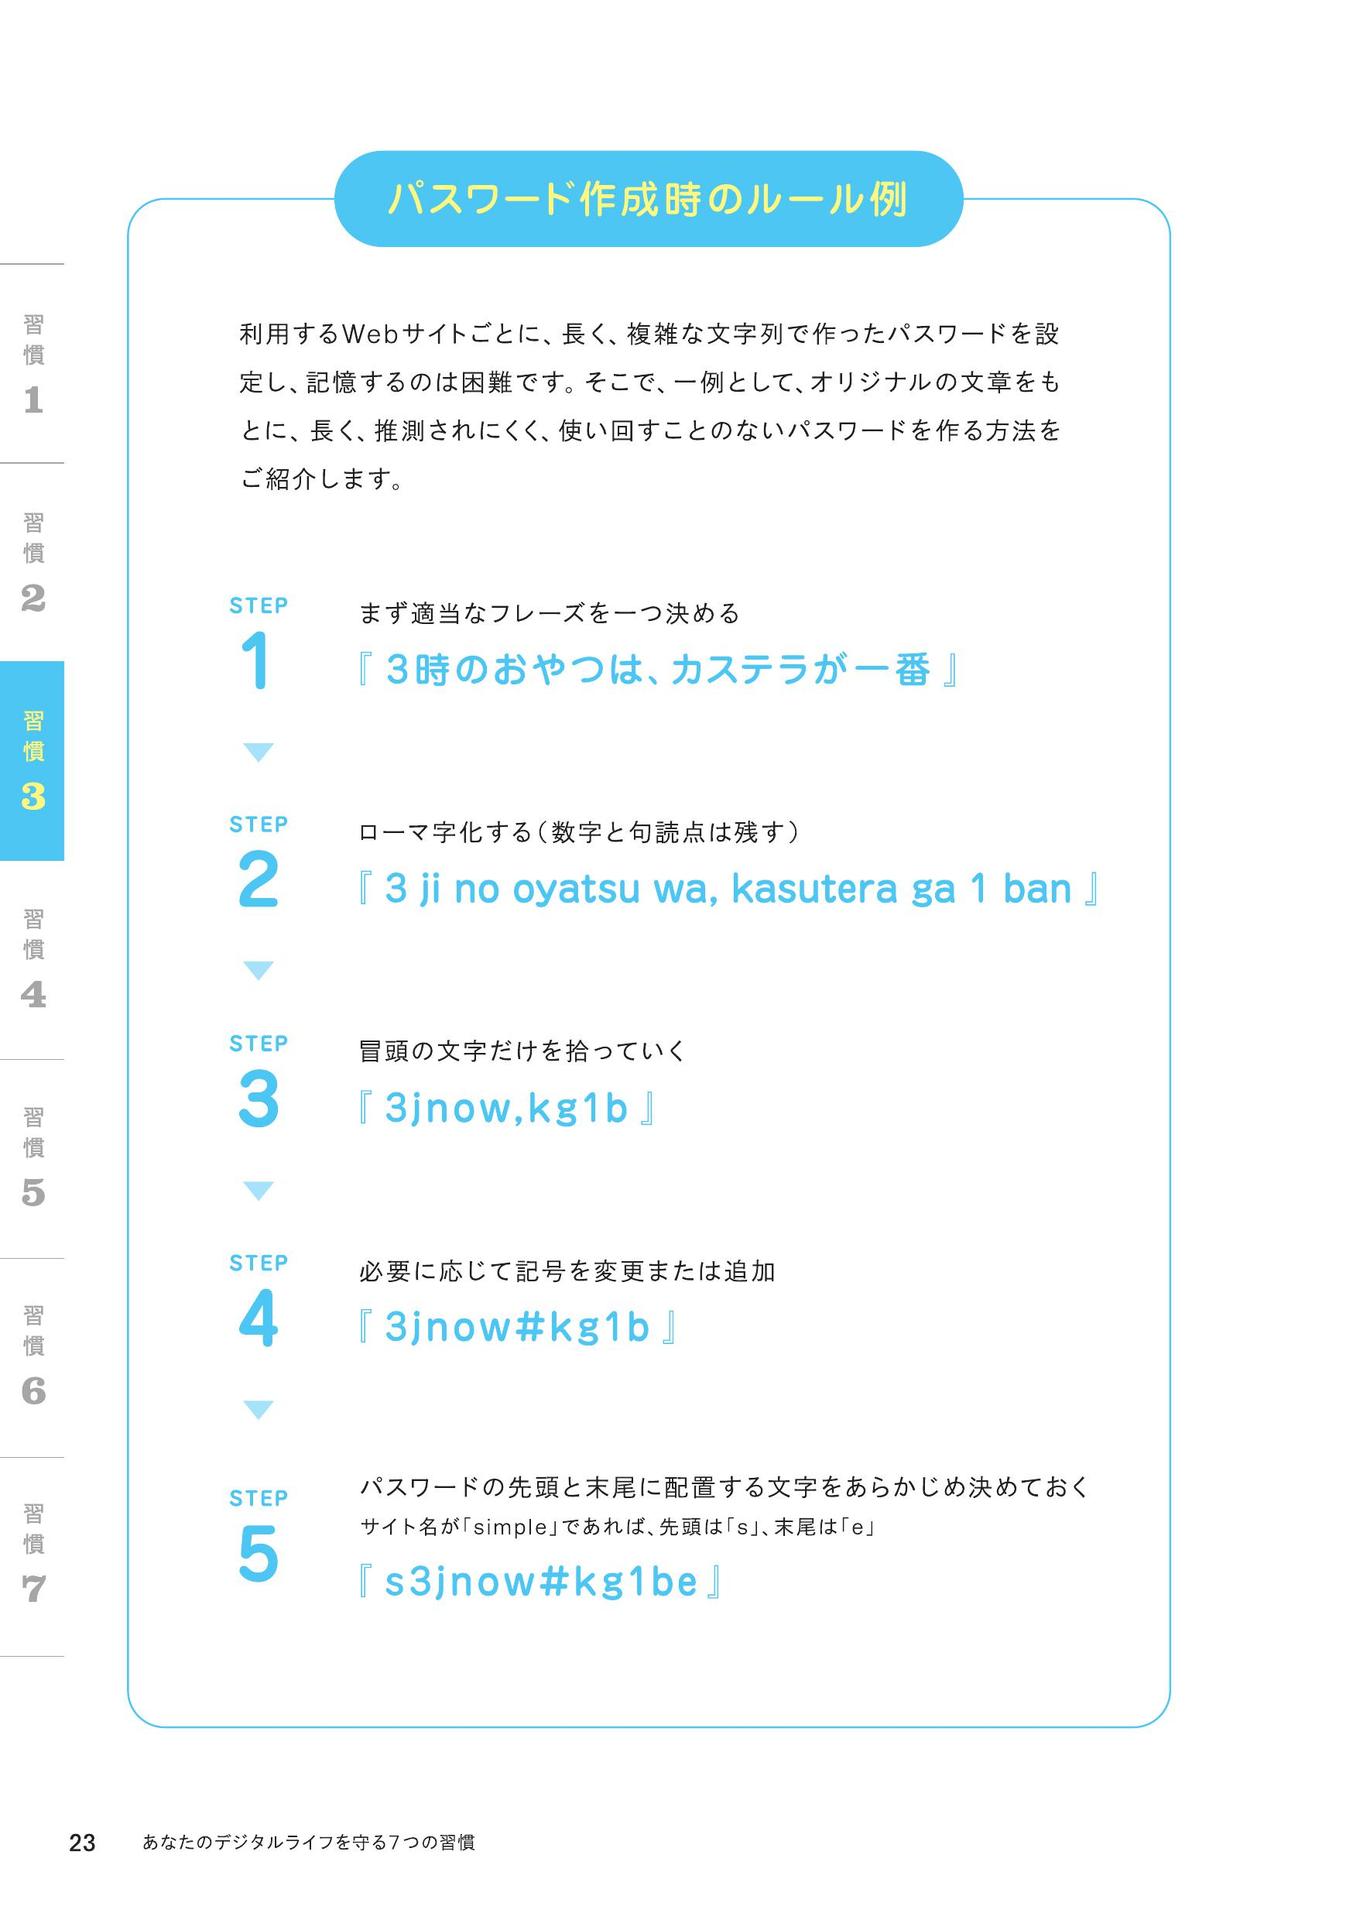 パスワード作成時のルール例
利用するWebサイトごとに、長く、複雑な文字列で作ったパスワードを設
定し、記憶するのは困難です。そこで、一例として、オリジナルの文章をも
とに、長く、推測されにくく、使い回すことのないパスワードを作る方法を
ご紹介します。
STEP
1
まず適当なフレーズを一つ決める
『3時のおやつは、カステラが一番』
STEP
2
ローマ字化する（数字と句読点は残す）
『3 ji no oyatsu wa, kasutera ga 1 ban』
STEP
3
冒頭の文字だけを拾っていく
『3jnow,kg1b』
STEP
4
必要に応じて記号を変更または追加
『3jnow#kg1b』
STEP
5
パスワードの先頭と末尾に配置する文字をあらかじめ決めておく
サイト名が「simple」であれば、先頭は「s」、末尾は「e」
『s3jnow#kg1be』
習慣1
習慣2
習慣3
習慣4
習慣5
習慣6
習慣7
23 あなたのデジタルライフを守る7つの習慣